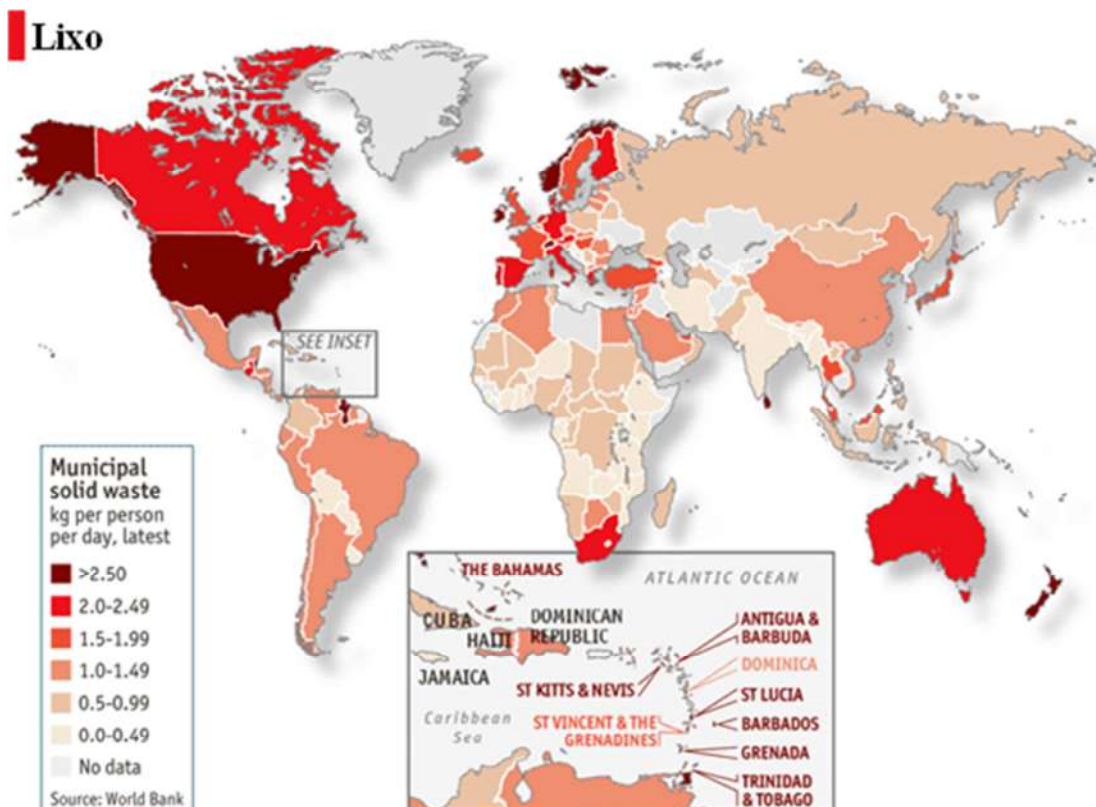 Lixo
SEE INSET
Municipal
solid waste
kg per person
per day, latest
>2.50
2.0-2.49
1.5-1.99
1.0-1.49
0.5-0.99
0.0-0.49
No data
Source: World Bank
THE BAHAMAS
ATLANTIC OCEAN
CUBA
DOMINICAN
REPUBLIC
HAITI
JAMAICA
ANTIGUA &
BARBUDA
DOMINICA
ST KITTS & NEVIS
ST LUCIA
Caribbean
Sea
ST VINCENT & THE
GRENADINES
BARBADOS
GRENADA
TRINIDAD
& TOBAGO